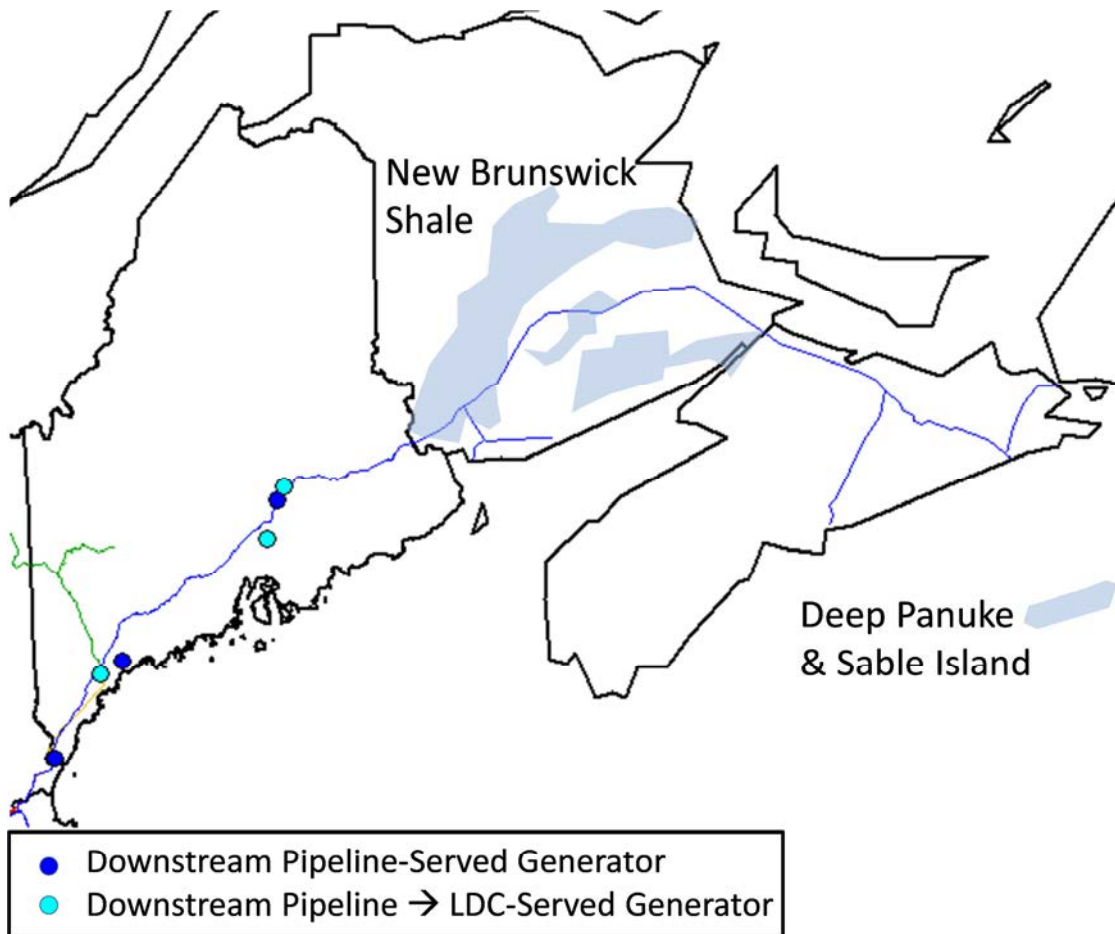 New Brunswick
Shale
Deep Panuke
& Sable Island
Downstream Pipeline-Served Generator
Downstream Pipeline → LDC-Served Generator